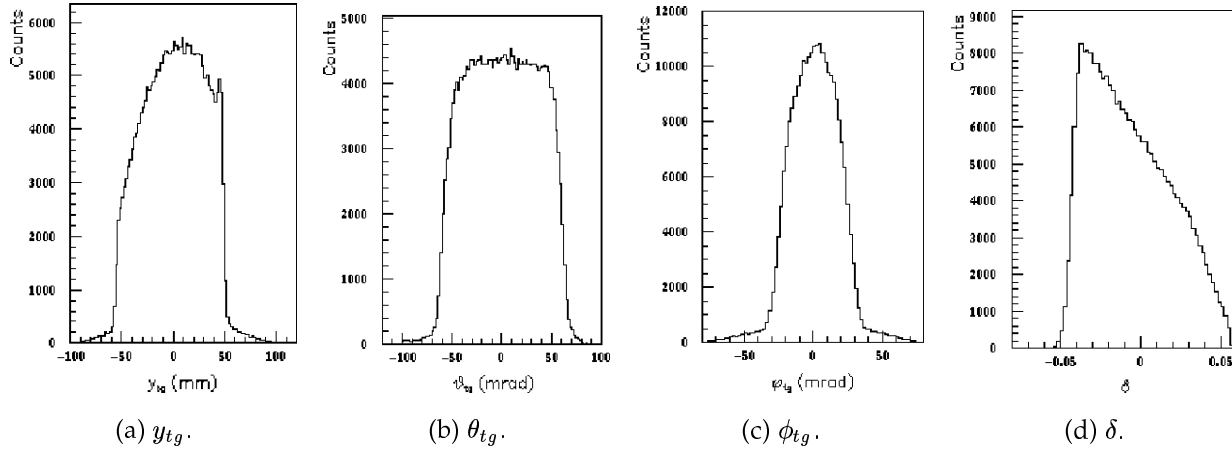 Counts
6000
5000
4000
3000
2000
1000
0
−100 −50 0 50 100
y_tg (mm)
(a) y_tg.
Counts
5000
4000
3000
2000
1000
0
−100 −50 0 50 100
ϑ_tg (mrad)
(b) θ_tg.
Counts
12000
10000
8000
6000
4000
2000
0
−50 0 50
φ_tg (mrad)
(c) ϕ_tg.
Counts
9000
8000
7000
6000
5000
4000
3000
2000
1000
0
−0.05 0 0.05
δ
(d) δ.